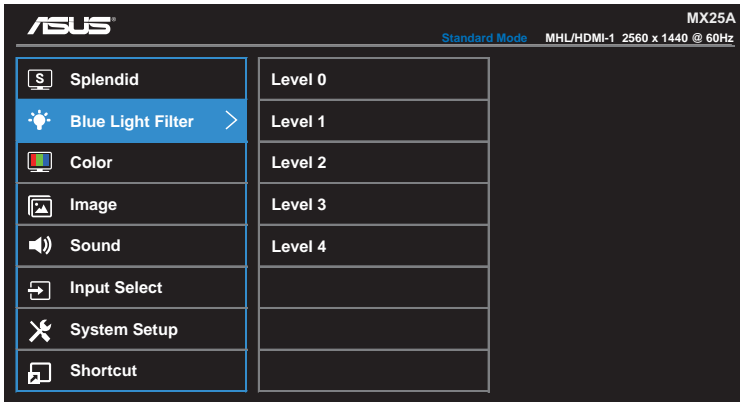 ASUS
MX25A
Standard Mode MHL/HDMI-1 2560 x 1440 @ 60Hz
S Splendid
Blue Light Filter
Color
Image
Sound
Input Select
System Setup
Shortcut
Level 0
Level 1
Level 2
Level 3
Level 4